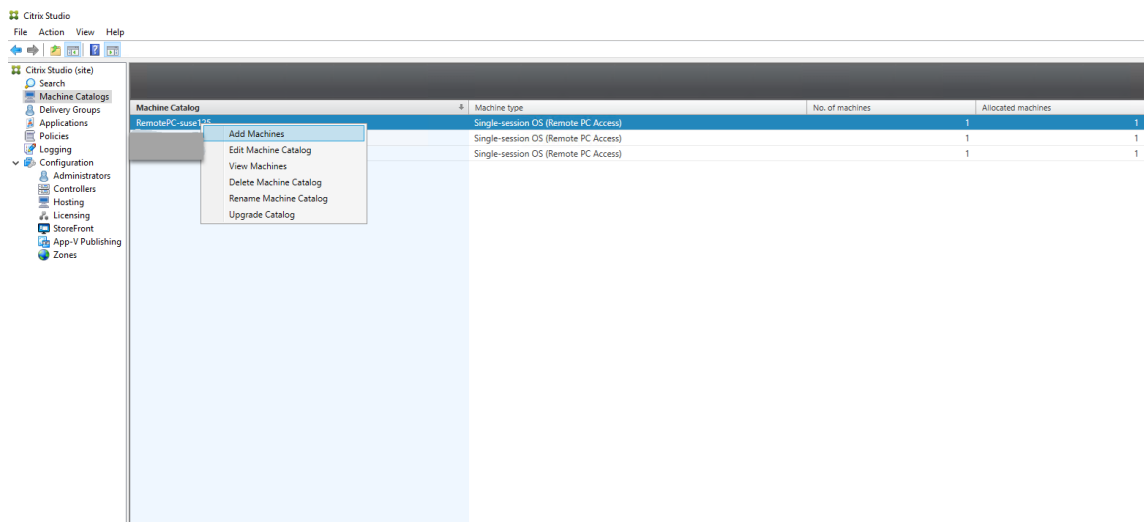 Citrix Studio
File Action View Help
Citrix Studio (site)
Search
Machine Catalogs
Delivery Groups
Applications
Policies
Logging
Configuration
Administrators
Controllers
Hosting
Licensing
StoreFront
App-V Publishing
Zones
Machine Catalog Machine type No. of machines Allocated machines
RemotePC-suse125 Single-session OS (Remote PC Access) 1 1
Single-session OS (Remote PC Access) 1 1
Single-session OS (Remote PC Access) 1 1
Add Machines
Edit Machine Catalog
View Machines
Delete Machine Catalog
Rename Machine Catalog
Upgrade Catalog